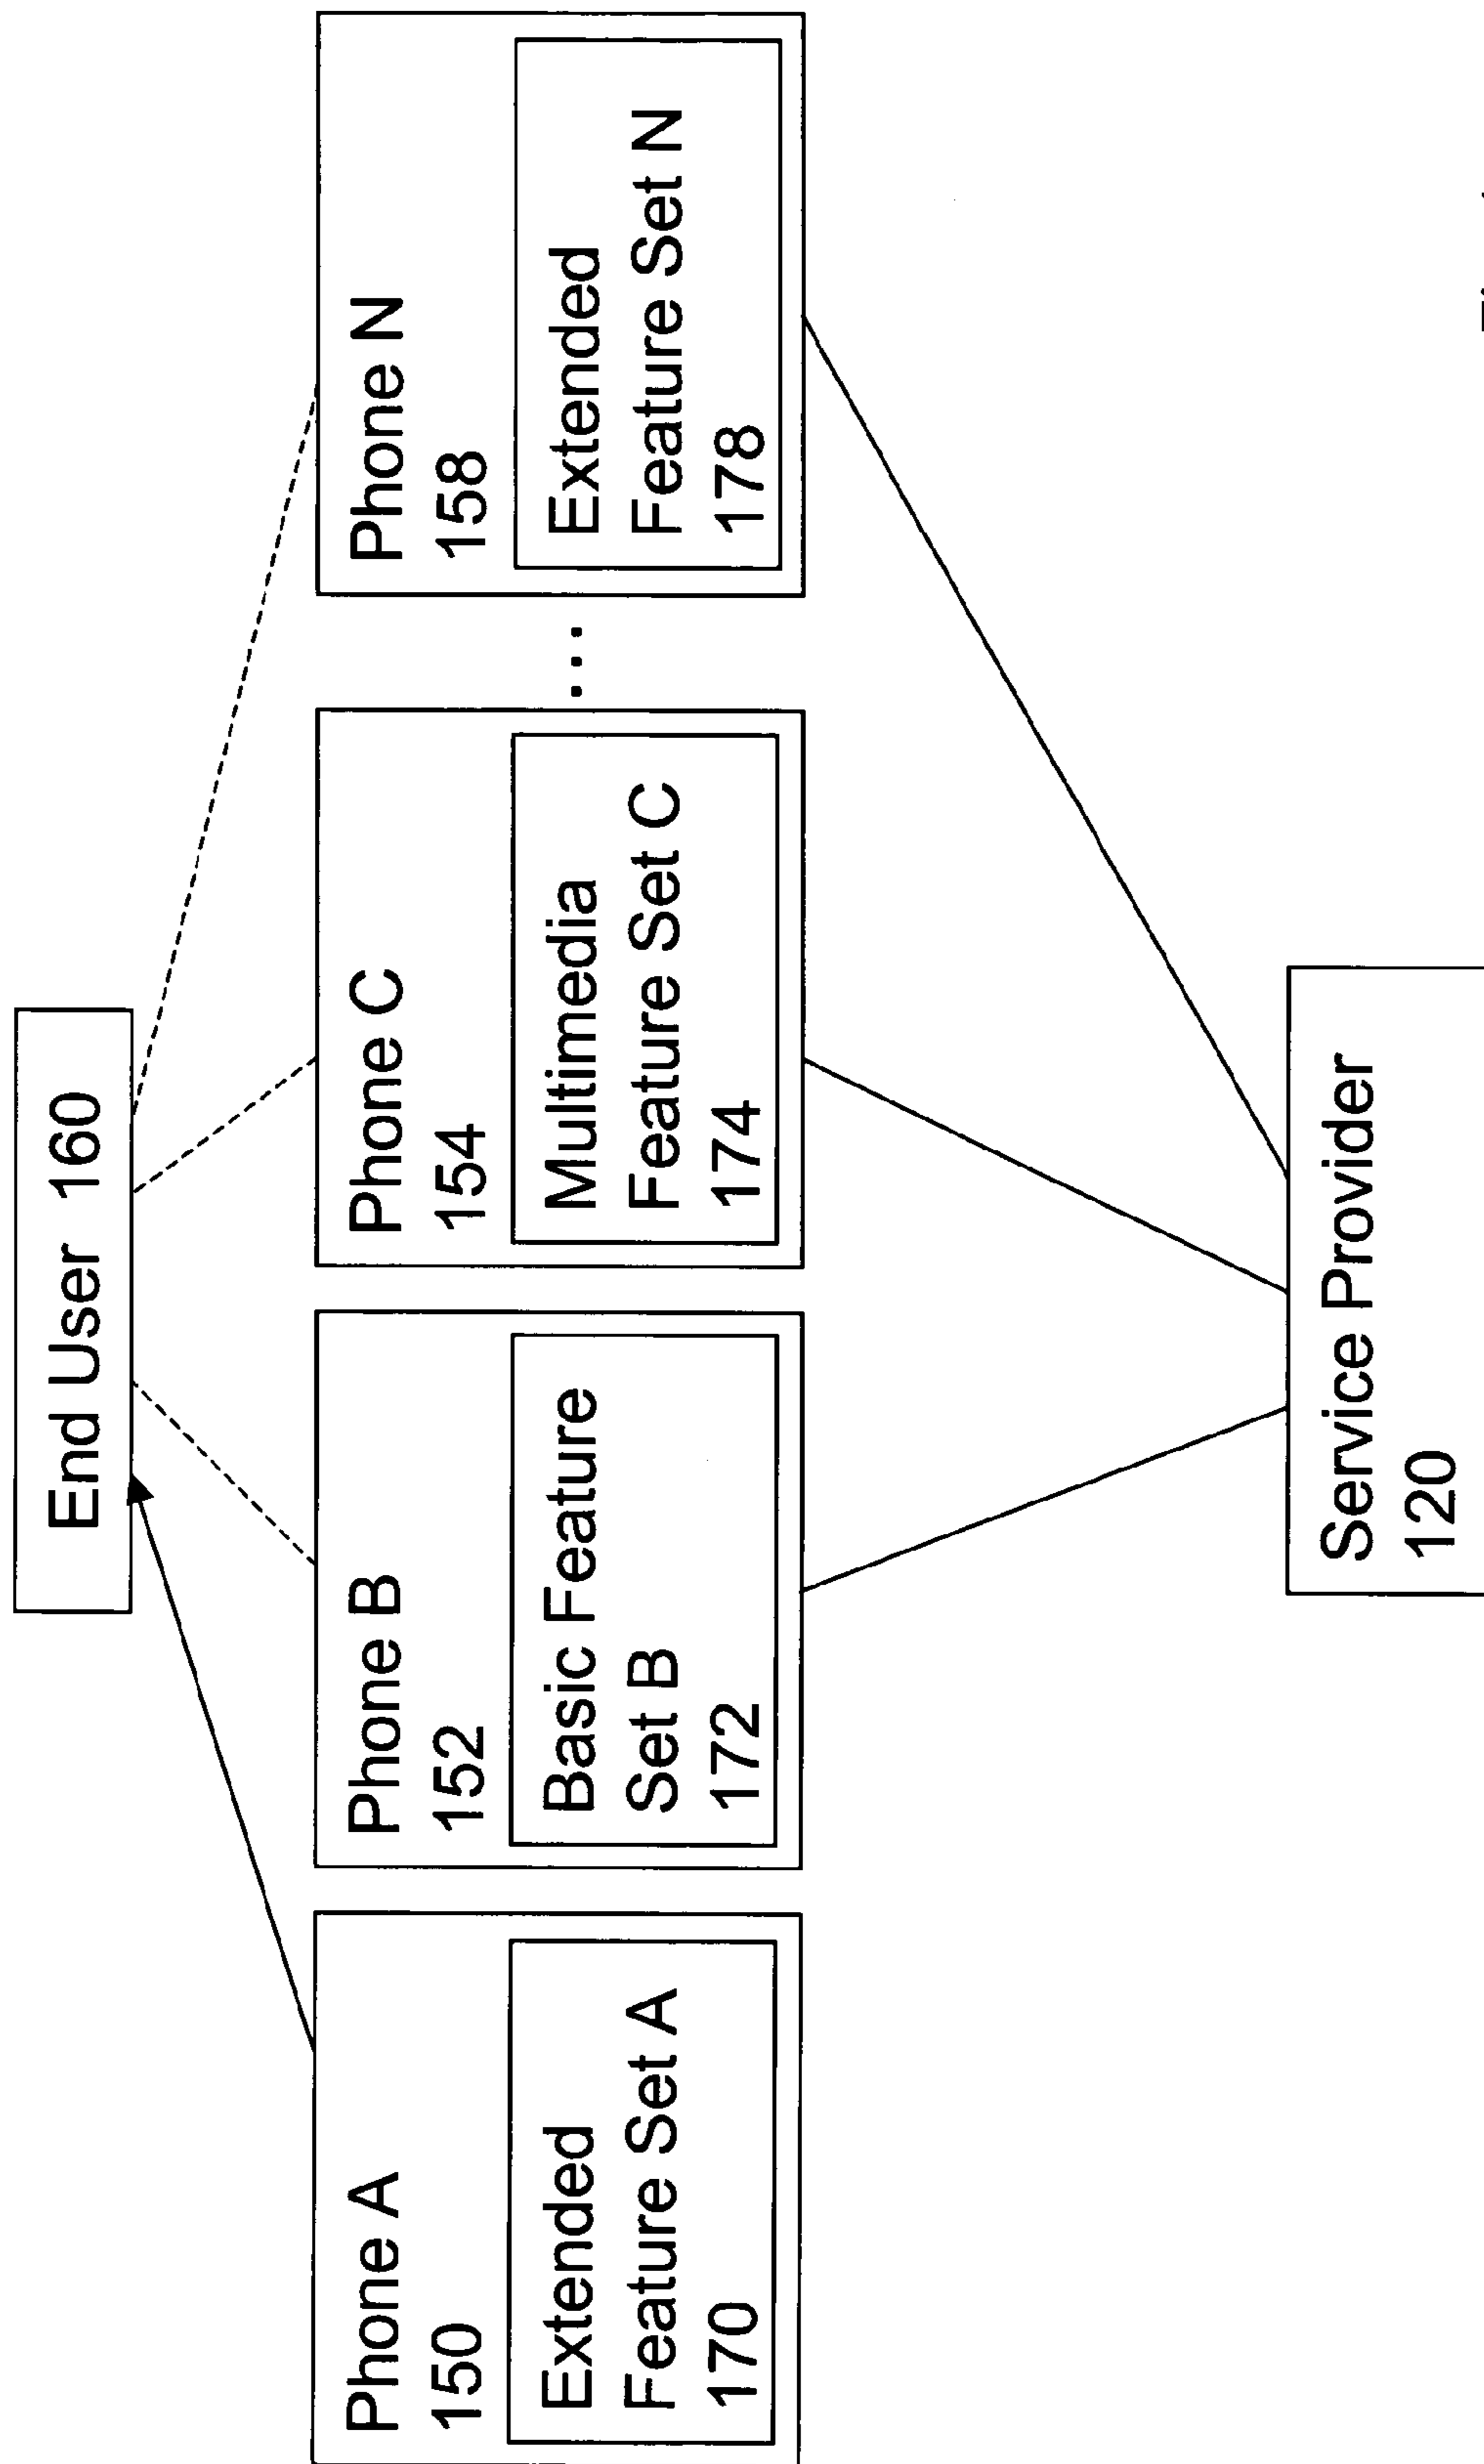 End User 160
Phone A
150
Extended
Feature Set A
170
Phone B
152
Basic Feature
Set B
172
Phone C
154
Multimedia
Feature Set C
174
...
Phone N
158
Extended
Feature Set N
178
Service Provider
120